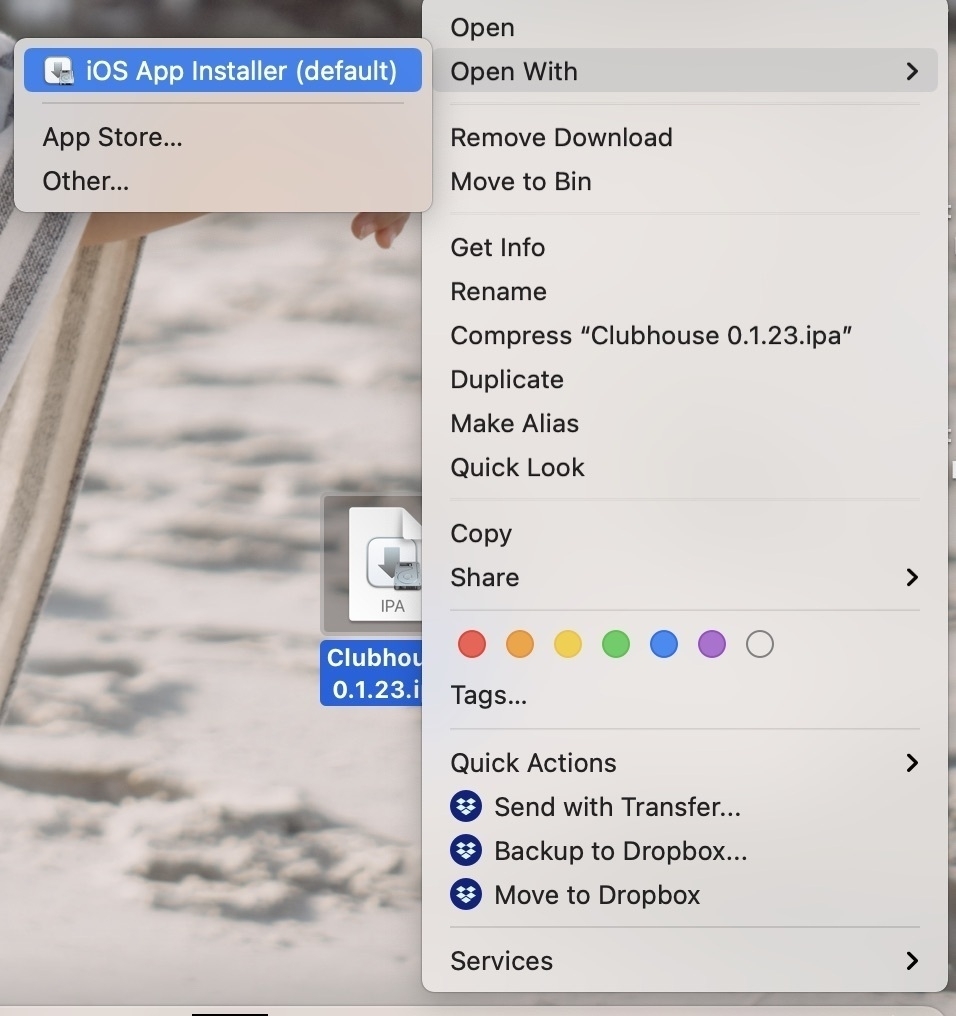 iOS App Installer (default)
App Store...
Other...
Open
Open With
Remove Download
Move to Bin
Get Info
Rename
Compress “Clubhouse 0.1.23.ipa”
Duplicate
Make Alias
Quick Look
Copy
Share
Tags...
Quick Actions
Send with Transfer...
Backup to Dropbox...
Move to Dropbox
Services
IPA
Clubhou
0.1.23.i